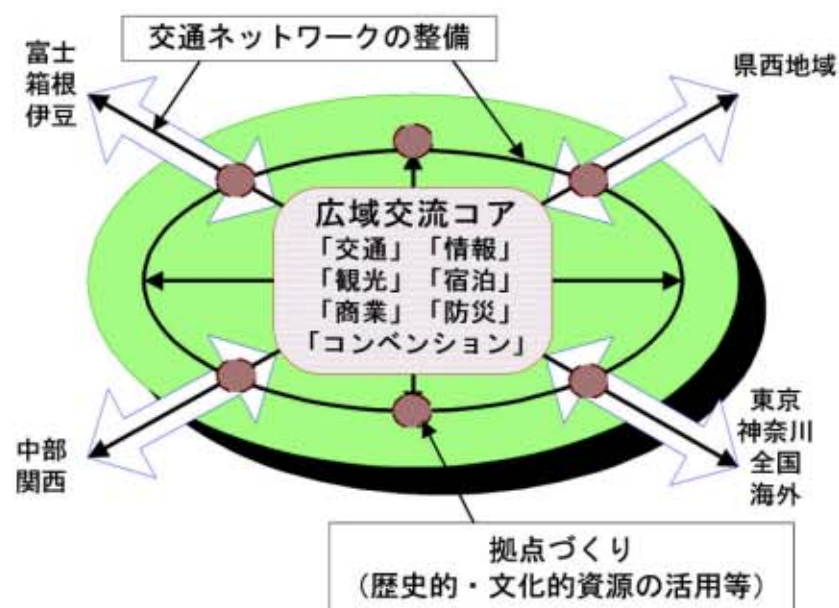 交通ネットワークの整備
富士
箱根
伊豆
県西地域
広域交流コア
「交通」「情報」
「観光」「宿泊」
「商業」「防災」
「コンベンション」
中部
関西
東京
神奈川
全国
海外
拠点づくり
（歴史的・文化的資源の活用等）